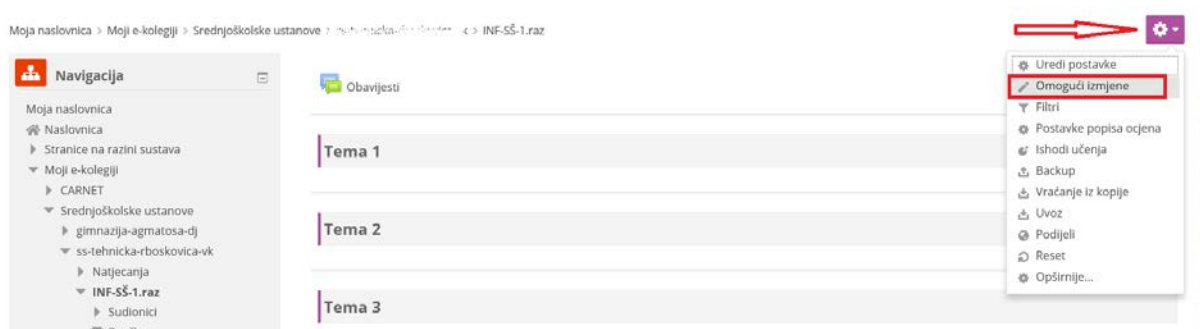 Moja naslovnica > Moji e-kolegiji > Srednjoškolske ustanove > INF-SŠ-1.raz
Navigacija
Moja naslovnica
Naslovnica
Stranice na razini sustava
Moji e-kolegiji
CARNET
Srednjoškolske ustanove
gimnazija-agmatosa-dj
ss-tehnicka-rboskovica-vk
Natjecanja
INF-SŠ-1.raz
Sudionici
Obavijesti
Tema 1
Tema 2
Tema 3
Uredi postavke
Omogući izmjene
Filtri
Postavke popisa ocjena
Ishodi učenja
Backup
Vraćanje iz kopije
Uvoz
Podijeli
Reset
Opširnije...